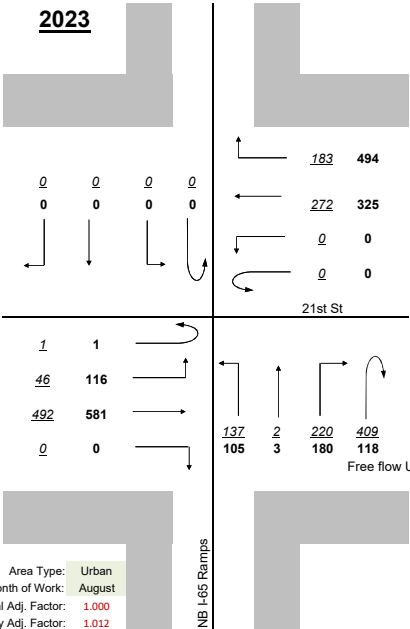 2023
183 494
0 0 0 0
0 0 0 0
272 325
0 0
0 0
21st St
1 1
46 116
492 581
0 0
137 2 220 409
105 3 180 118
Free flow
NB I-65 Ramps
Area Type: Urban
of Work: August
Adj. Factor: 1.000
Adj. Factor: 1.012